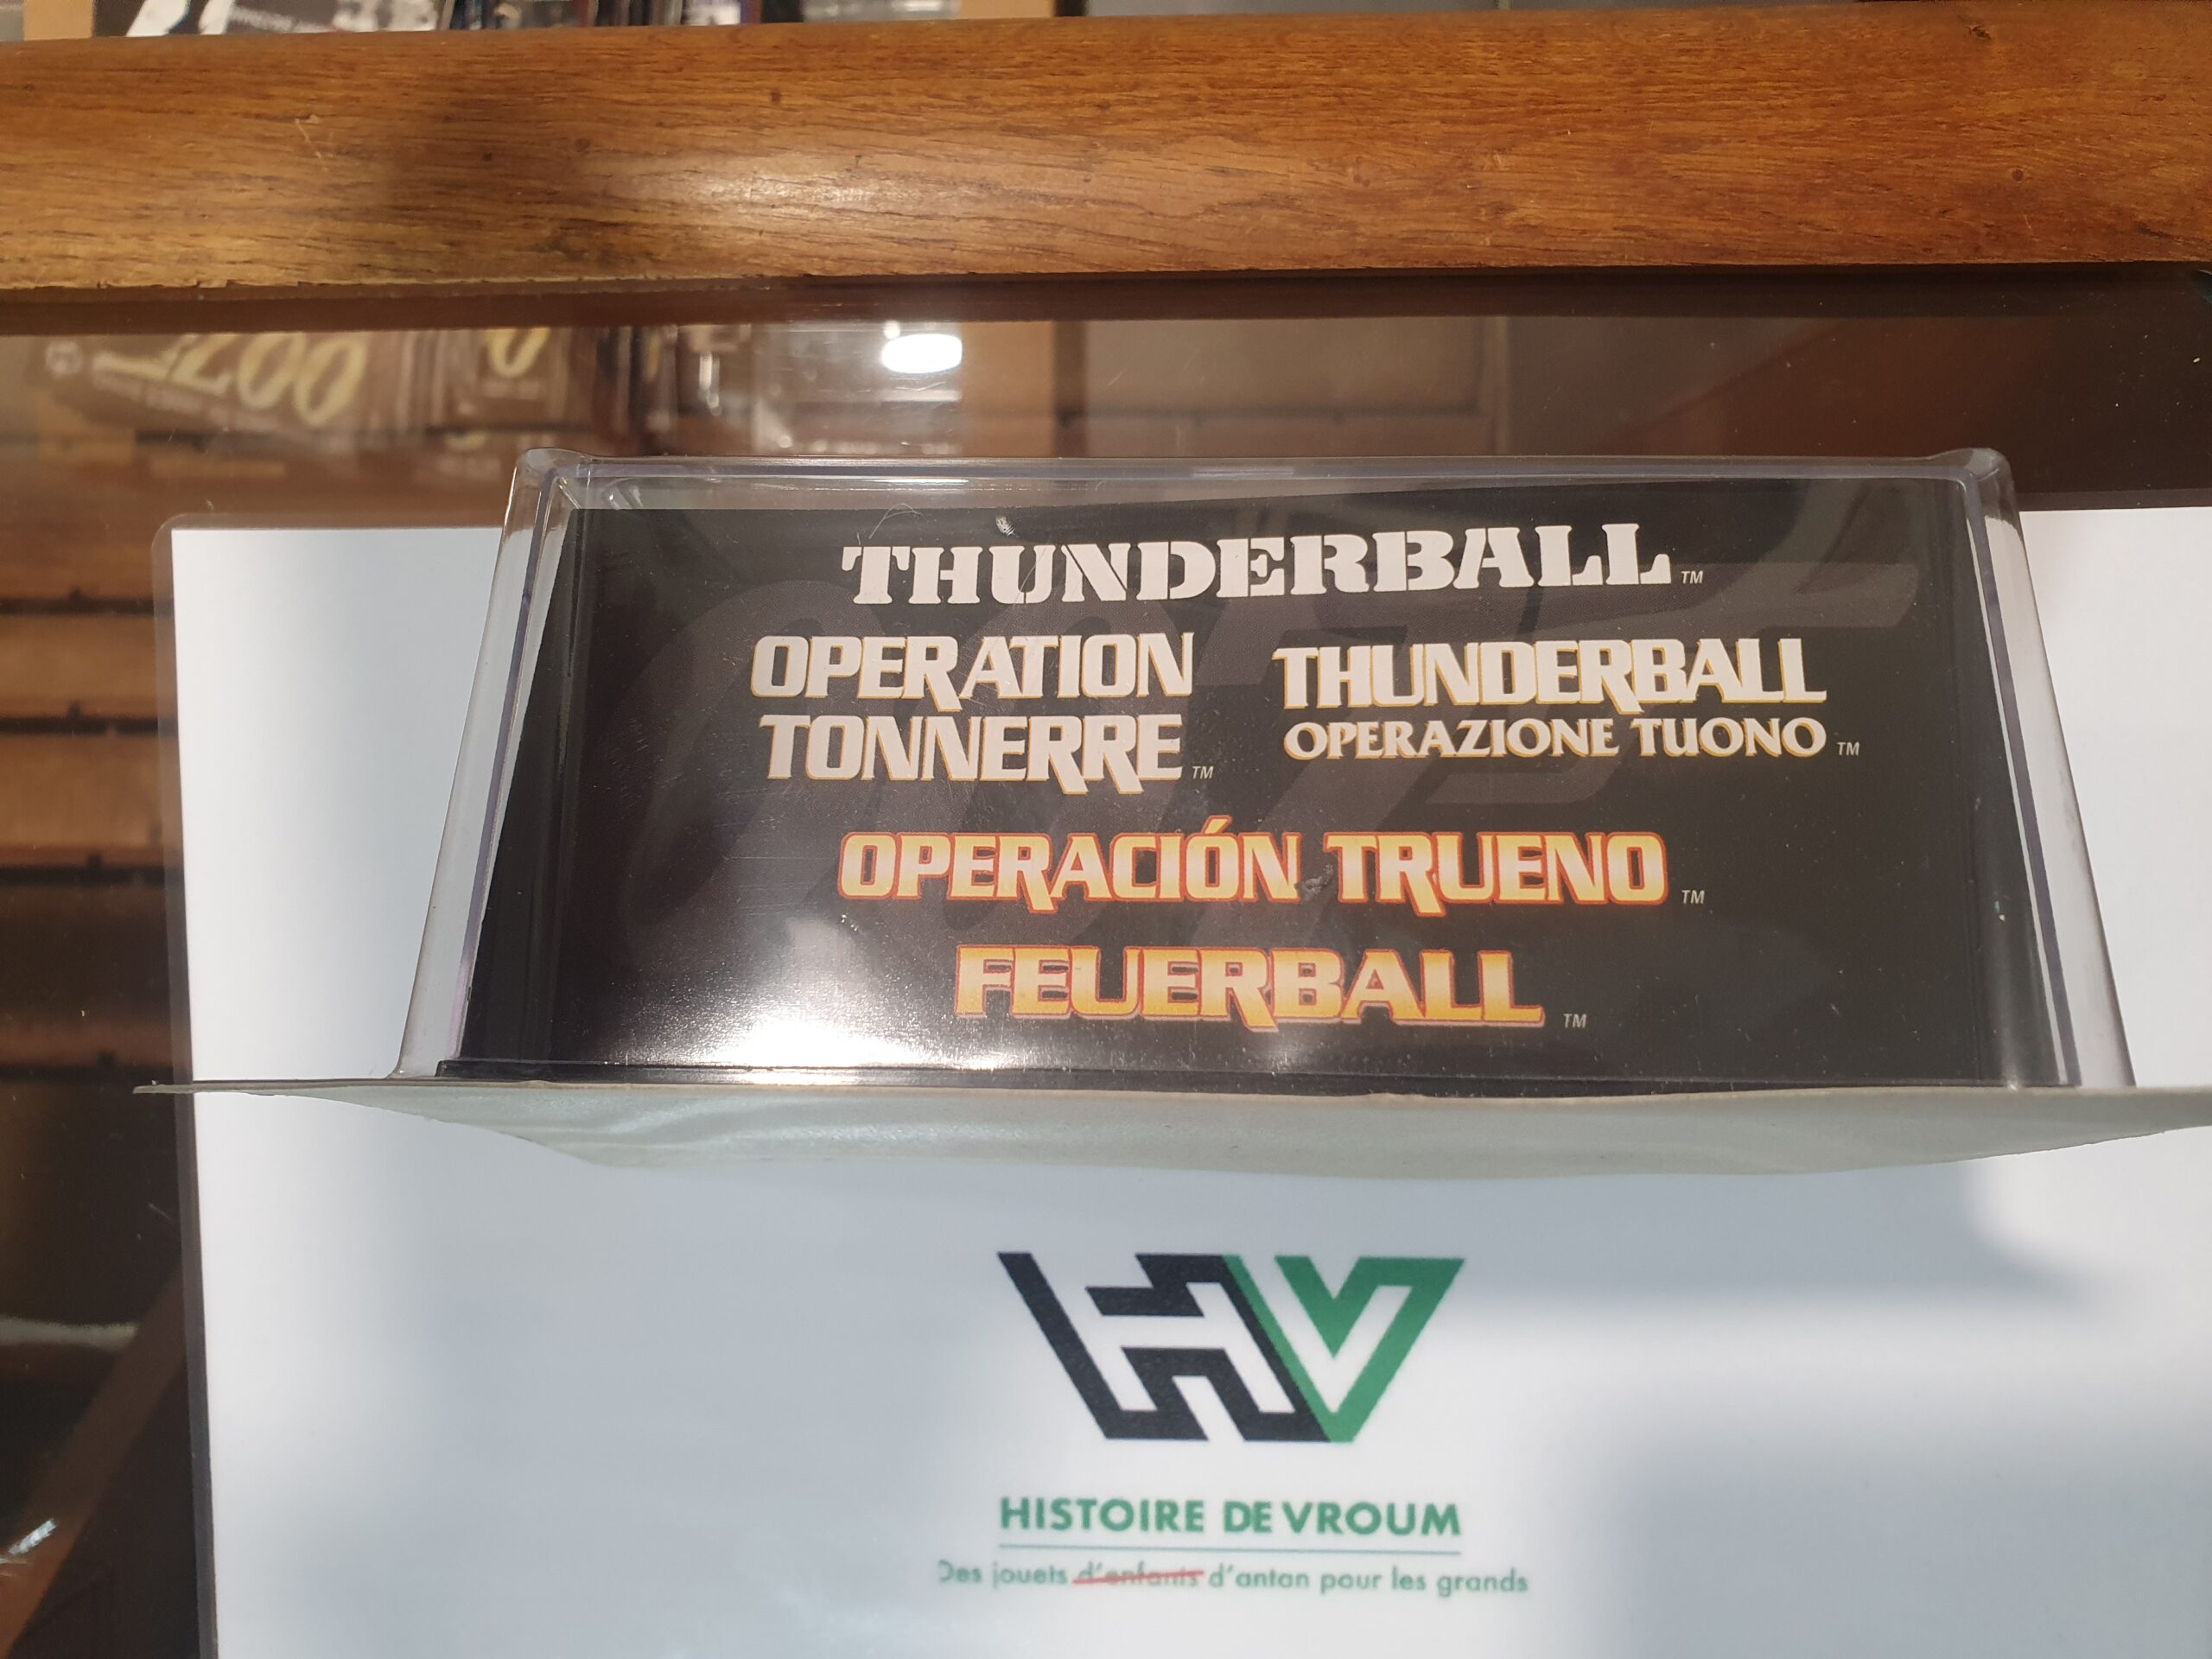 THUNDERBALL™
OPERATION
TONNERRE™
THUNDERBALL
OPERAZIONE TUONO™
OPERACIÓN TRUENO™
FEUERBALL™
HV
HISTOIRE DE VROUM
Des jouets d'enfants d'antan pour les grands